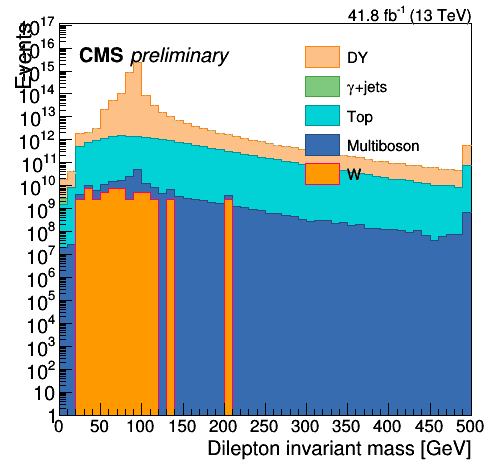 41.8 fb⁻¹ (13 TeV)
Events
CMS preliminary
DY
γ+jets
Top
Multiboson
W
10¹⁷
10¹⁶
10¹⁵
10¹⁴
10¹³
10¹²
10¹¹
10¹⁰
10⁹
10⁸
10⁷
10⁶
10⁵
10⁴
10³
10²
10
1
0 50 100 150 200 250 300 350 400 450 500
Dilepton invariant mass [GeV]